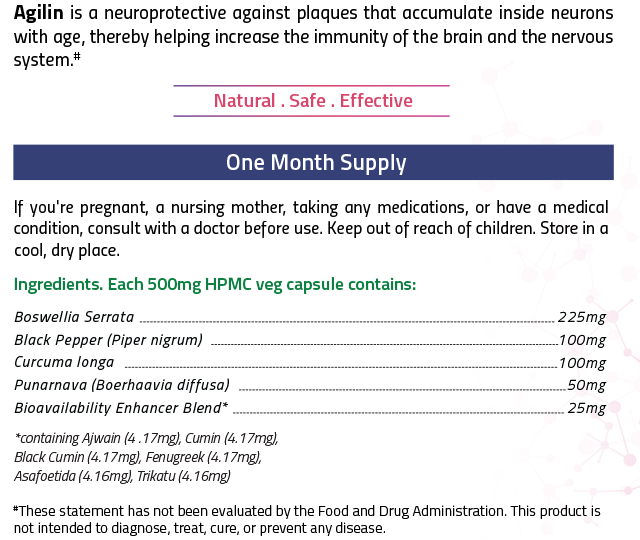 Agilin is a neuroprotective against plaques that accumulate inside neurons
with age, thereby helping increase the immunity of the brain and the nervous
system.#
Natural . Safe . Effective
One Month Supply
If you're pregnant, a nursing mother, taking any medications, or have a medical
condition, consult with a doctor before use. Keep out of reach of children. Store in a
cool, dry place.
Ingredients. Each 500mg HPMC veg capsule contains:
Boswellia Serrata 225mg
Black Pepper (Piper nigrum) 100mg
Curcuma longa 100mg
Punarnava (Boerhaavia diffusa) 50mg
Bioavailability Enhancer Blend* 25mg
*containing Ajwain (4 .17mg), Cumin (4.17mg),
Black Cumin (4.17mg), Fenugreek (4.17mg),
Asafoetida (4.16mg), Trikatu (4.16mg)
#These statement has not been evaluated by the Food and Drug Administration. This product is
not intended to diagnose, treat, cure, or prevent any disease.